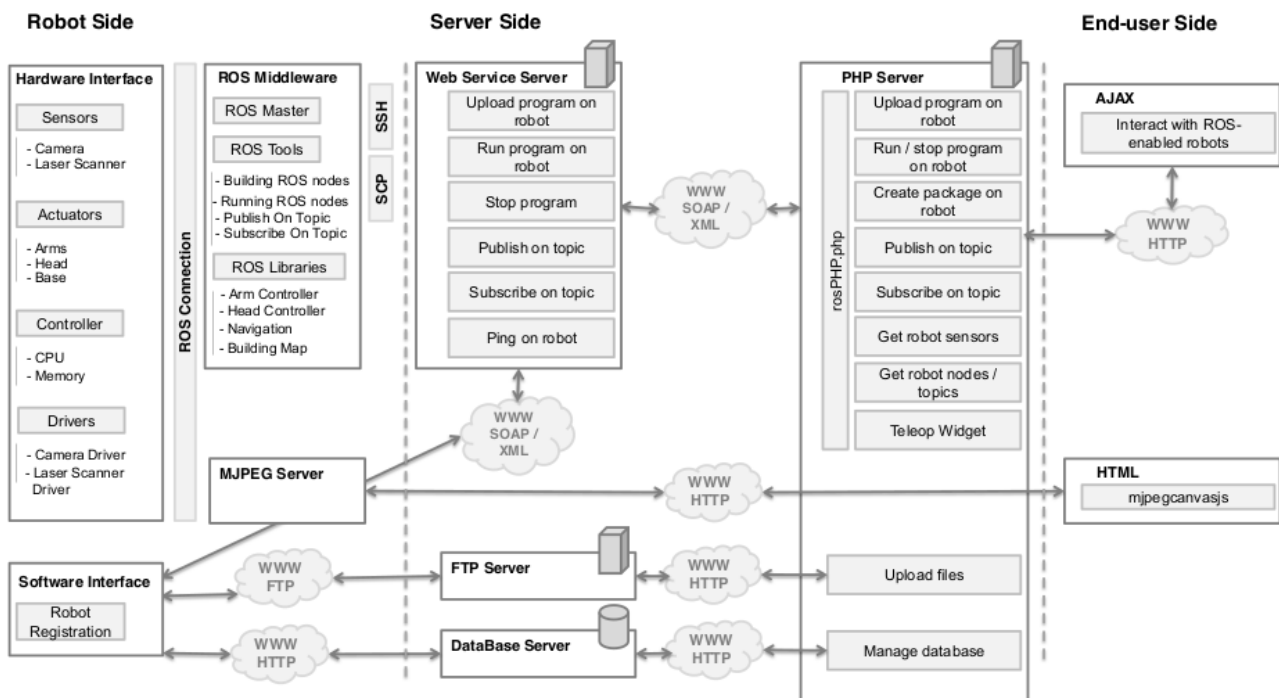 Robot Side
Server Side
End-user Side
Hardware Interface
Sensors
- Camera
- Laser Scanner
Actuators
- Arms
- Head
- Base
Controller
- CPU
- Memory
Drivers
- Camera Driver
- Laser Scanner
Driver
ROS Connection
ROS Middleware
ROS Master
ROS Tools
- Building ROS nodes
- Running ROS nodes
- Publish On Topic
- Subscribe On Topic
ROS Libraries
- Arm Controller
- Head Controller
- Navigation
- Building Map
SSH
SCP
Web Service Server
Upload program on
robot
Run program on
robot
Stop program
Publish on topic
Subscribe on topic
Ping on robot
WWW
SOAP /
XML
PHP Server
rosPHP.php
Upload program on
robot
Run / stop program
on robot
Create package on
robot
Publish on topic
Subscribe on topic
Get robot sensors
Get robot nodes /
topics
Teleop Widget
AJAX
Interact with ROS-
enabled robots
WWW
HTTP
WWW
SOAP /
XML
MJPEG Server
WWW
HTTP
HTML
mjpegcanvasjs
Software Interface
Robot
Registration
WWW
FTP
FTP Server
WWW
HTTP
Upload files
WWW
HTTP
DataBase Server
WWW
HTTP
Manage database